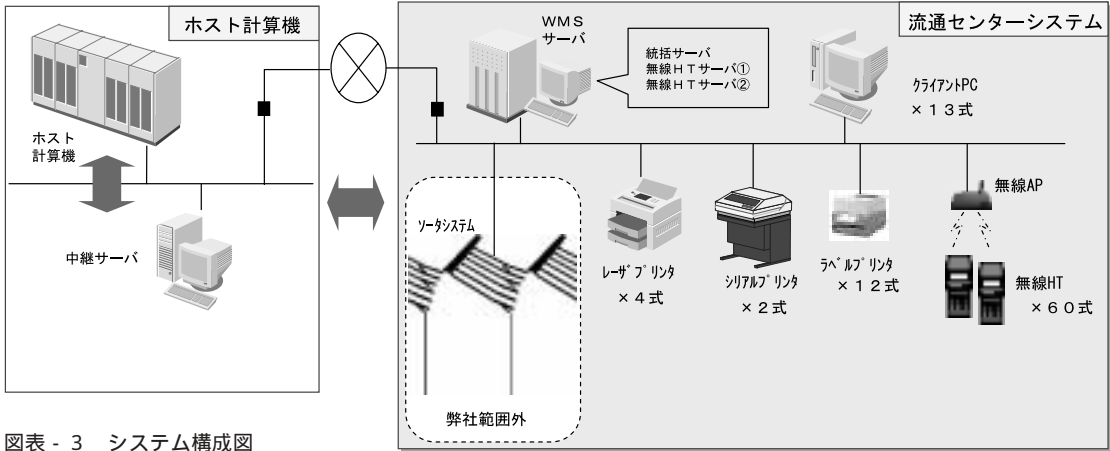 ホスト計算機
流通センターシステム
WMS
サーバ
統括サーバ
無線HTサーバ①
無線HTサーバ②
クライアントPC
×13式
ホスト
計算機
中継サーバ
ソータシステム
弊社範囲外
レーザプリンタ
×4式
シリアルプリンタ
×2式
ラベルプリンタ
×12式
無線AP
無線HT
×60式
図表-3 システム構成図